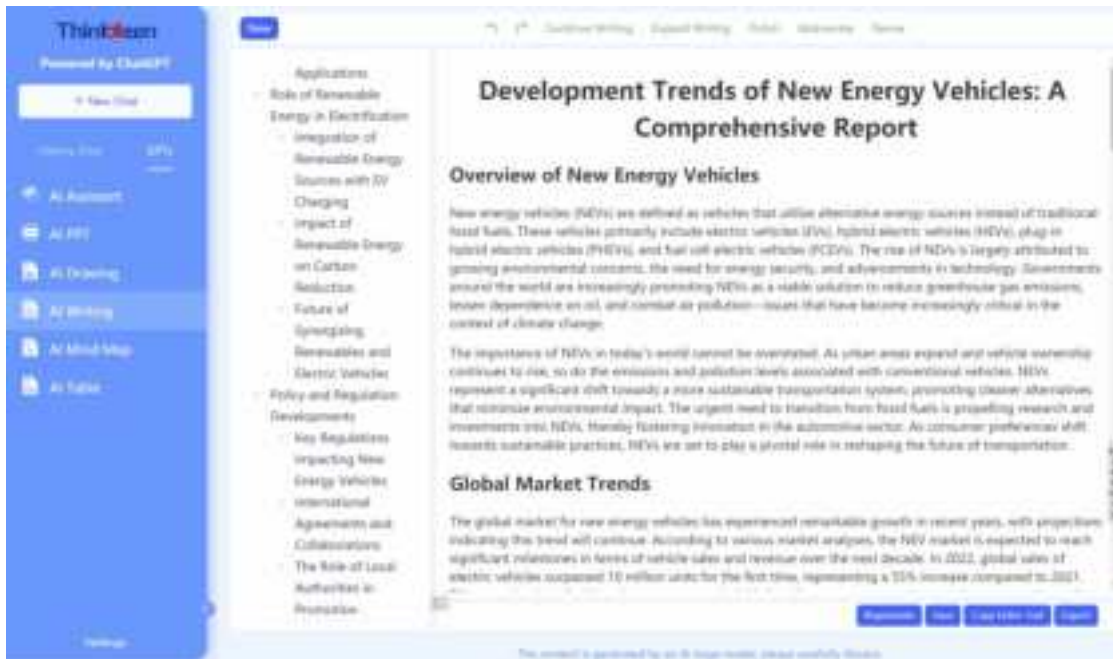 Powered by ChatGPT
+ New Chat
GPTs
AI Assistant
AI PPT
AI Drawing
AI Writing
AI Mind Map
AI Table
Settings
Continue Writing Expand Writing Polish
Applications
Role of Renewable
Energy in Electrification
Integration of
Renewable Energy
Sources with EV
Charging
Impact of
Renewable Energy
on Carbon
Reduction
Future of
Synergizing
Renewables and
Electric Vehicles
Policy and Regulation
Developments
Key Regulations
Impacting New
Energy Vehicles
International
Agreements and
Collaborations
The Role of Local
Authorities in
Promotion
Development Trends of New Energy Vehicles: A
Comprehensive Report
Overview of New Energy Vehicles
New energy vehicles (NEVs) are defined as vehicles that utilize alternative energy sources instead of traditional
fossil fuels. These vehicles primarily include electric vehicles (EVs), hybrid electric vehicles (HEVs), plug-in
hybrid electric vehicles (PHEVs), and fuel cell electric vehicles (FCEVs). The rise of NEVs is largely attributed to
growing environmental concerns, the need for energy security, and advancements in technology. Governments
around the world are increasingly promoting NEVs as a viable solution to reduce greenhouse gas emissions,
lessen dependence on oil, and combat air pollution—issues that have become increasingly critical in the
context of climate change.
The importance of NEVs in today's world cannot be overstated. As urban areas expand and vehicle ownership
continues to rise, so do the emissions and pollution levels associated with conventional vehicles. NEVs
represent a significant shift towards a more sustainable transportation system, promoting cleaner alternatives
that minimize environmental impact. The urgent need to transition from fossil fuels is propelling research and
investments into NEVs, thereby fostering innovation in the automotive sector. As consumer preferences shift
towards sustainable practices, NEVs are set to play a pivotal role in reshaping the future of transportation.
Global Market Trends
The global market for new energy vehicles has experienced remarkable growth in recent years, with projections
indicating this trend will continue. According to various market analyses, the NEV market is expected to reach
significant milestones in terms of vehicle sales and revenue over the next decade. In 2022, global sales of
electric vehicles surpassed 10 million units for the first time, representing a 55% increase compared to 2021.
Export